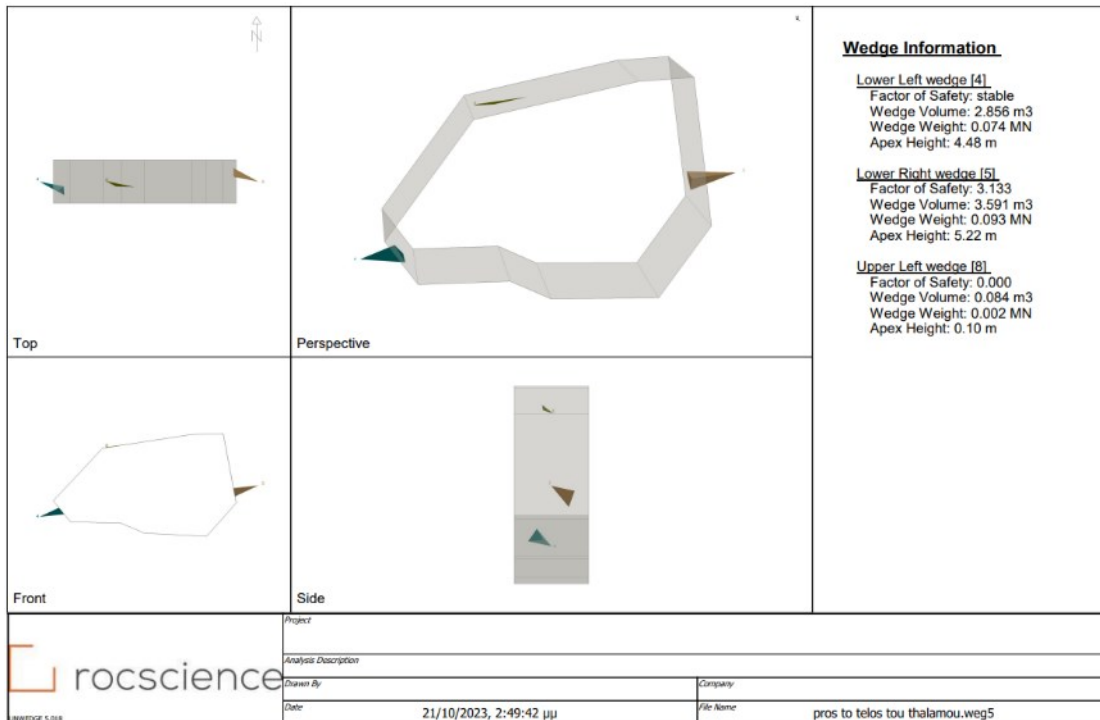 N
Top
Perspective
Front
Side
Wedge Information
Lower Left wedge [4]
Factor of Safety: stable
Wedge Volume: 2.856 m3
Wedge Weight: 0.074 MN
Apex Height: 4.48 m
Lower Right wedge [5]
Factor of Safety: 3.133
Wedge Volume: 3.591 m3
Wedge Weight: 0.093 MN
Apex Height: 5.22 m
Upper Left wedge [8]
Factor of Safety: 0.000
Wedge Volume: 0.084 m3
Wedge Weight: 0.002 MN
Apex Height: 0.10 m
rocscience
Project
Analysis Description
Drawn By
Company
Date
21/10/2023, 2:49:42 μμ
File Name
pros to telos tou thalamou.weg5